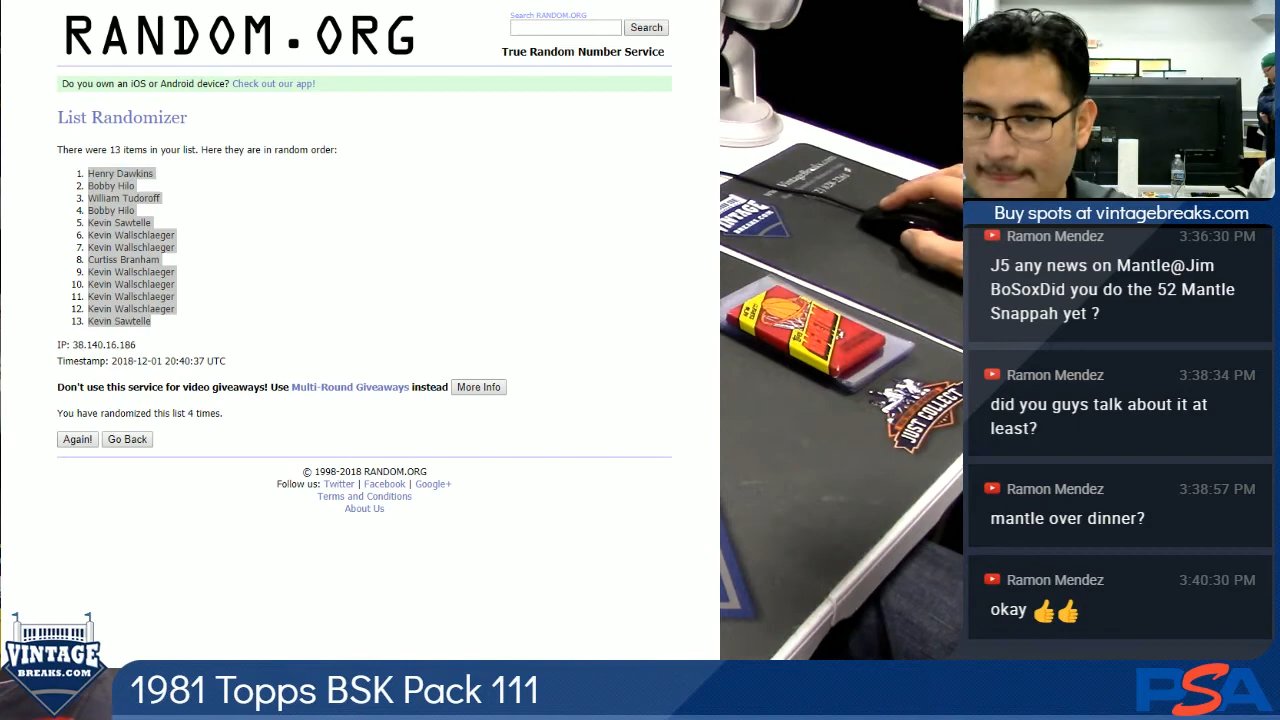 RANDOM.ORG
Search RANDOM.ORG
Search
True Random Number Service
Do you own an iOS or Android device? Check out our app!
List Randomizer
There were 13 items in your list. Here they are in random order:
1. Henry Dawkins
2. Bobby Hilo
3. William Tudoroff
4. Bobby Hilo
5. Kevin Sawtelle
6. Kevin Wallschlaeger
7. Kevin Wallschlaeger
8. Curtiss Branham
9. Kevin Wallschlaeger
10. Kevin Wallschlaeger
11. Kevin Wallschlaeger
12. Kevin Wallschlaeger
13. Kevin Sawtelle
IP: 38.140.16.186
Timestamp: 2018-12-01 20:40:37 UTC
Don't use this service for video giveaways! Use Multi-Round Giveaways instead More Info
You have randomized this list 4 times.
Again! Go Back
© 1998-2018 RANDOM.ORG
Follow us: Twitter | Facebook | Google+
Terms and Conditions
About Us
VINTAGE
BREAKS.COM
JUST COLLECT
Buy spots at vintagebreaks.com
Ramon Mendez 3:36:30 PM
J5 any news on Mantle@Jim
BoSoxDid you do the 52 Mantle
Snappah yet ?
Ramon Mendez 3:38:34 PM
did you guys talk about it at
least?
Ramon Mendez 3:38:57 PM
mantle over dinner?
Ramon Mendez 3:40:30 PM
okay 👍👍
VINTAGE
BREAKS.COM
1981 Topps BSK Pack 111
PSA